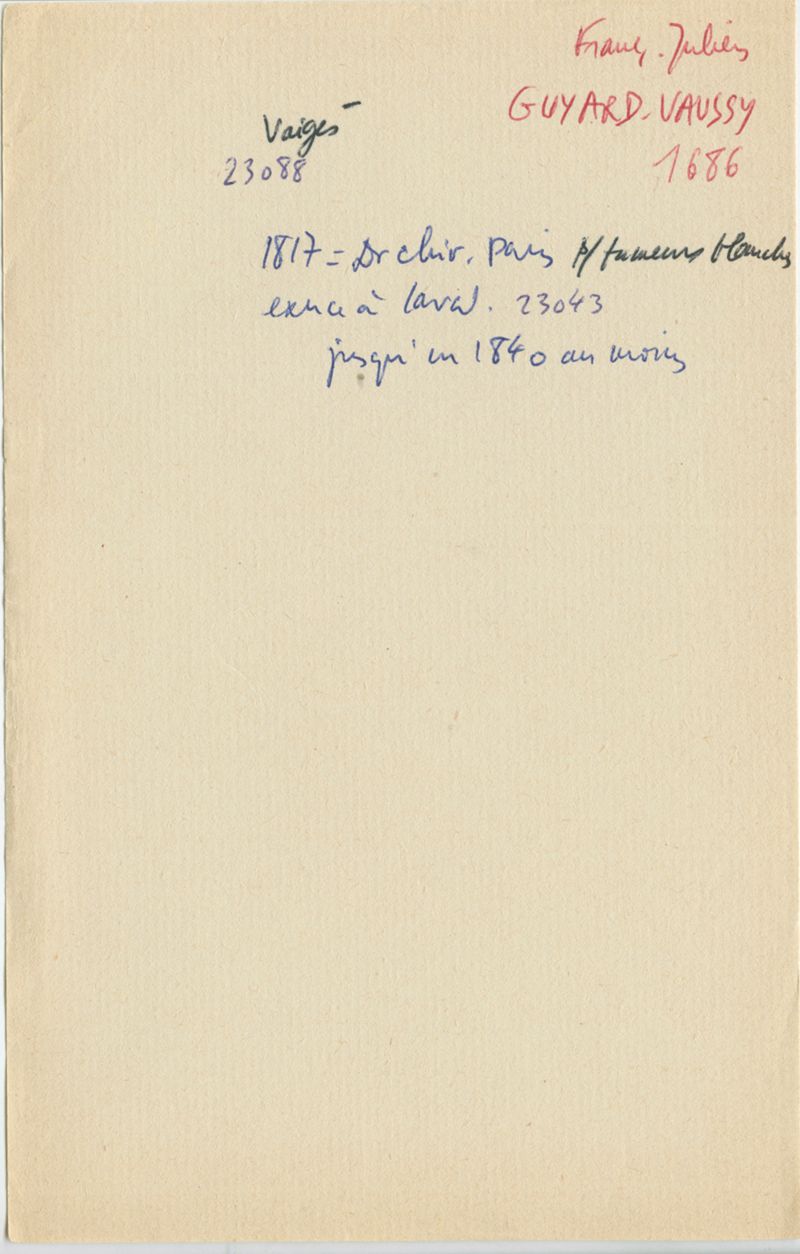 Franç. Julien
GUYARD-VAUSSY
1686
Vaigés -
23088
1817 = Dr chir. Paris p/ tumeurs blanches
exerce à Laval. 23043
jusqu'en 1840 au moins